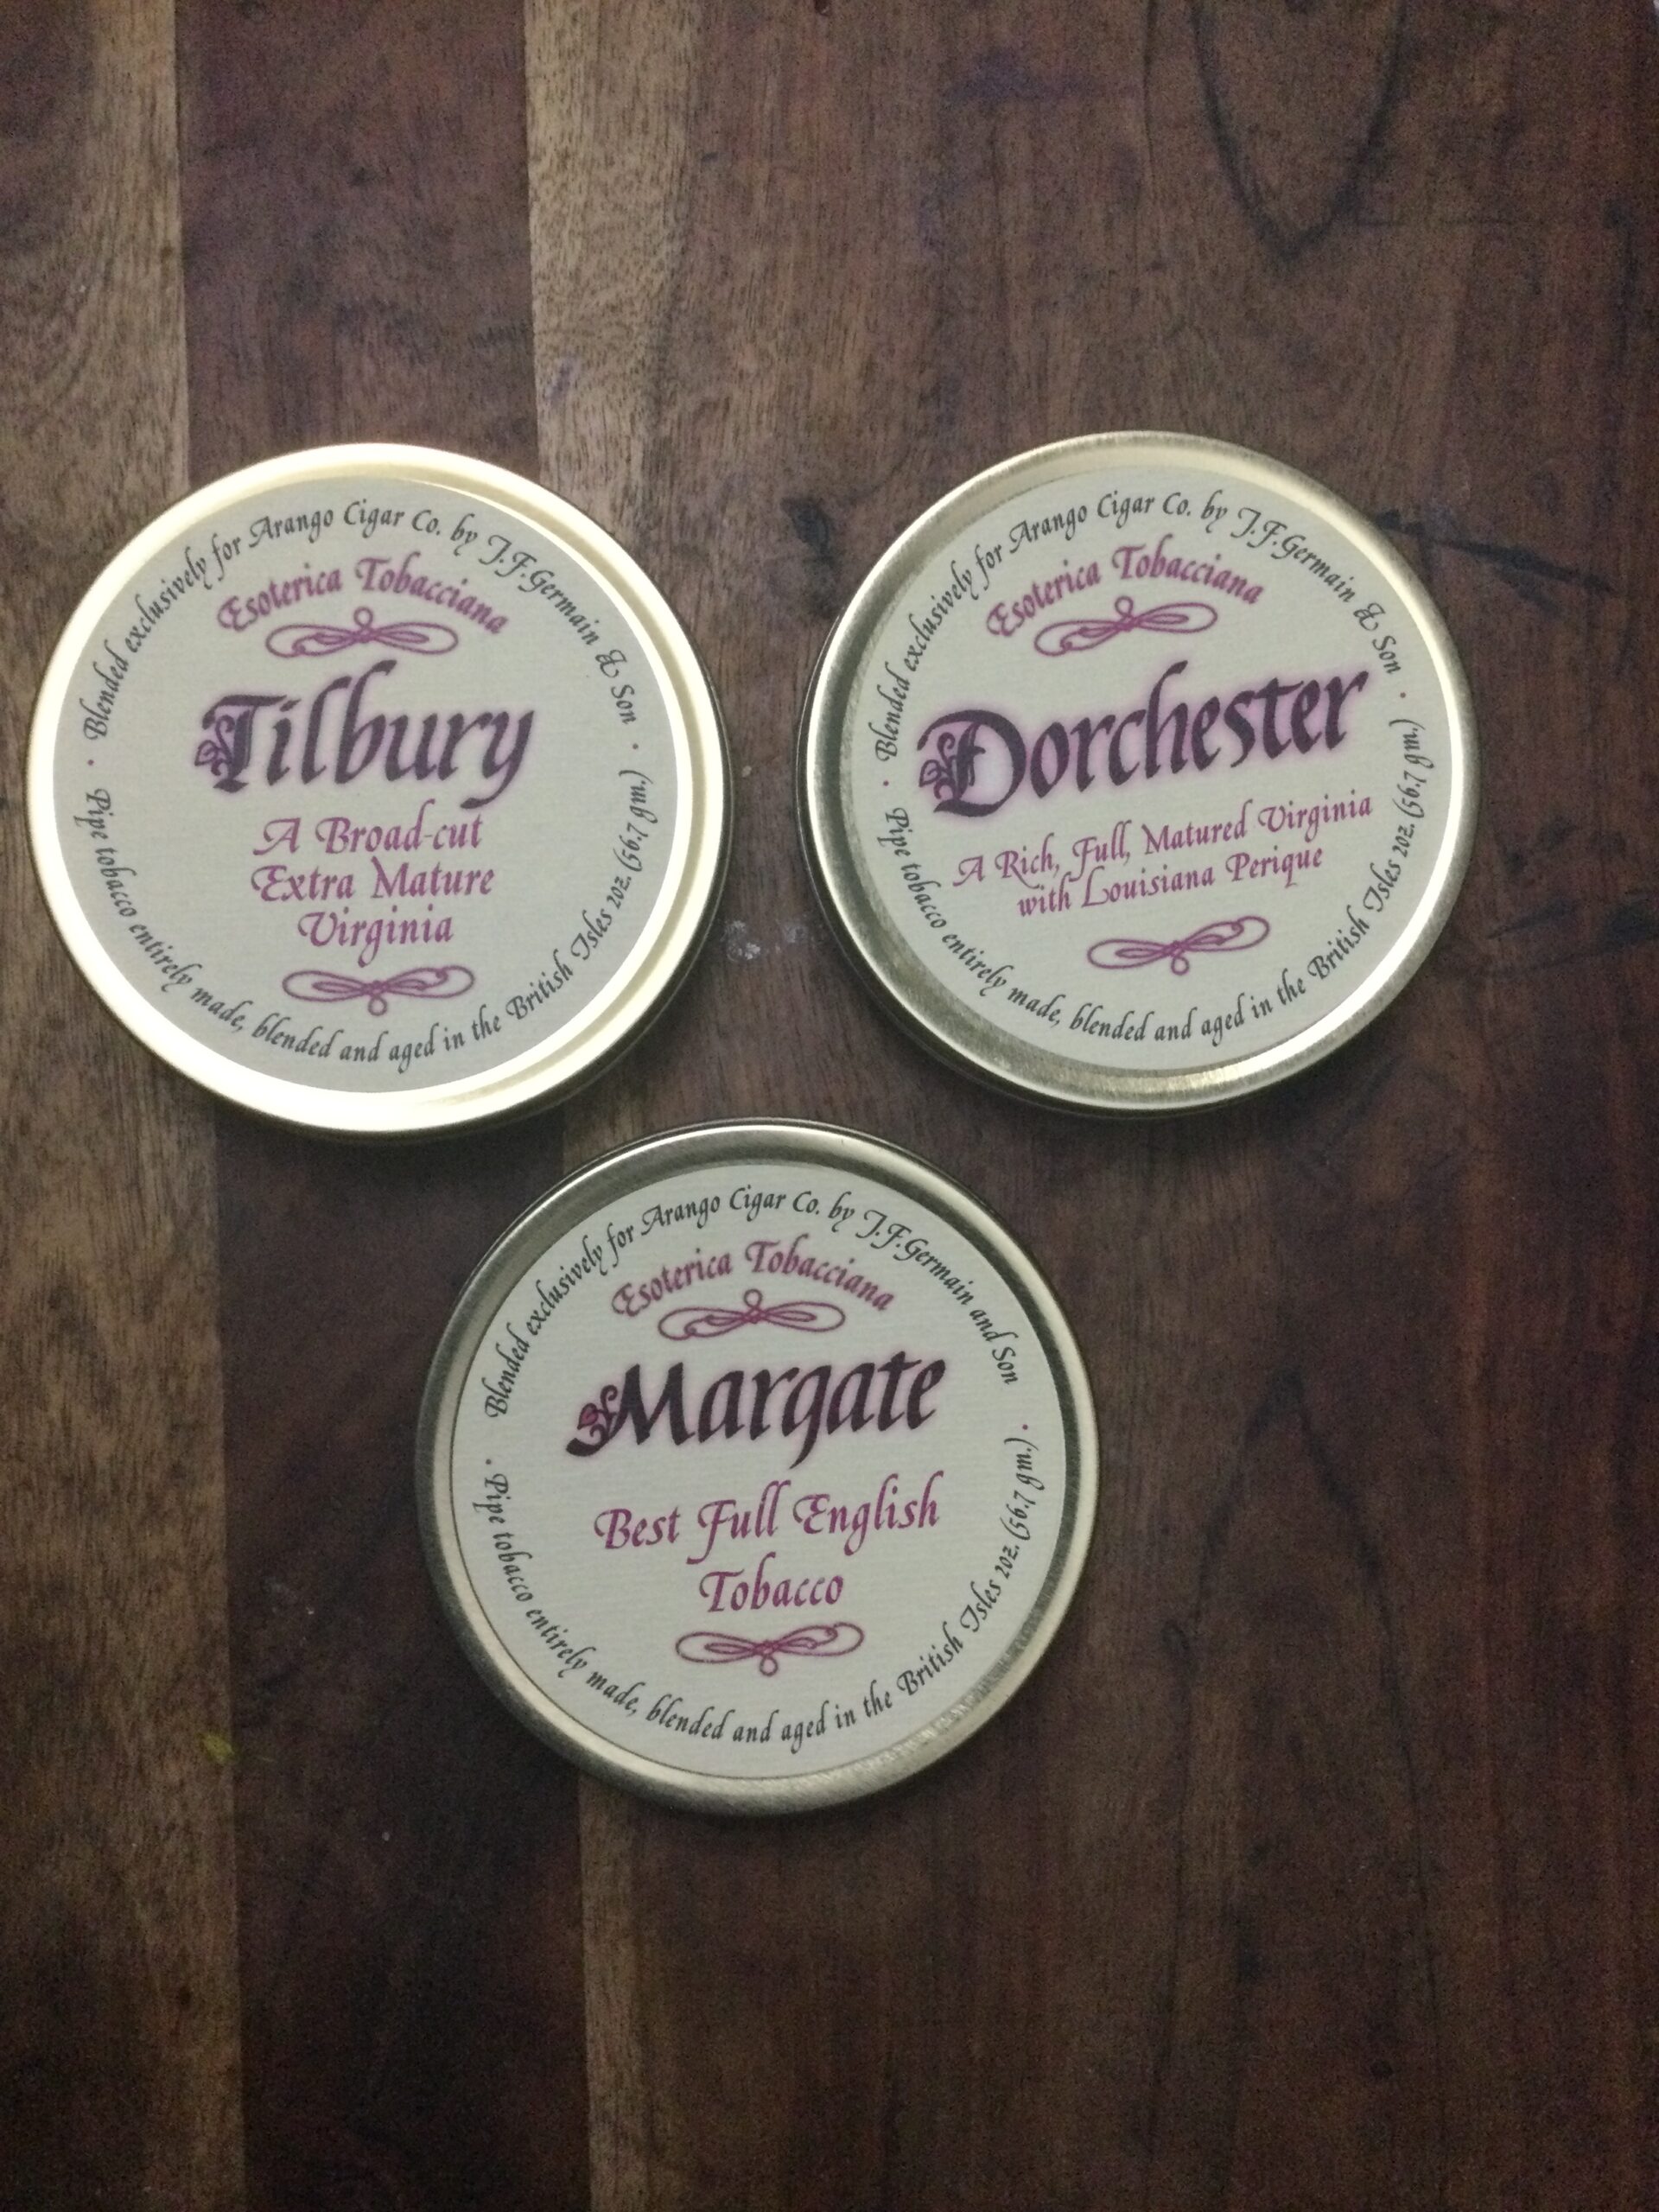 Blended exclusively for Arango Cigar Co. by J.F.Germain & Son
Esoterica Tobacciana
Tilbury
A Broad-cut
Extra Mature
Virginia
Pipe tobacco entirely made, blended and aged in the British Isles 2oz. (56.7 gm.)
Blended exclusively for Arango Cigar Co. by J.F.Germain & Son
Esoterica Tobacciana
Dorchester
A Rich, Full, Matured Virginia
with Louisiana Perique
Pipe tobacco entirely made, blended and aged in the British Isles 2oz. (56.7 gm.)
Blended exclusively for Arango Cigar Co. by J.F.Germain and Son
Esoterica Tobacciana
Margate
Best Full English
Tobacco
Pipe tobacco entirely made, blended and aged in the British Isles 2oz. (56.7 gm.)